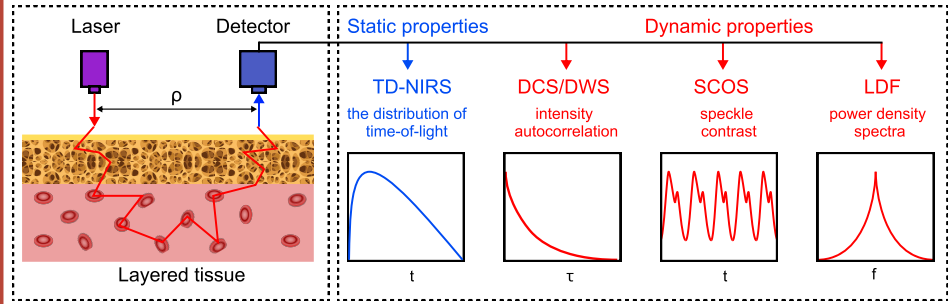 Laser
Detector
ρ
Layered tissue
Static properties
Dynamic properties
TD-NIRS
the distribution of
time-of-light
t
DCS/DWS
intensity
autocorrelation
τ
SCOS
speckle
contrast
t
LDF
power density
spectra
f